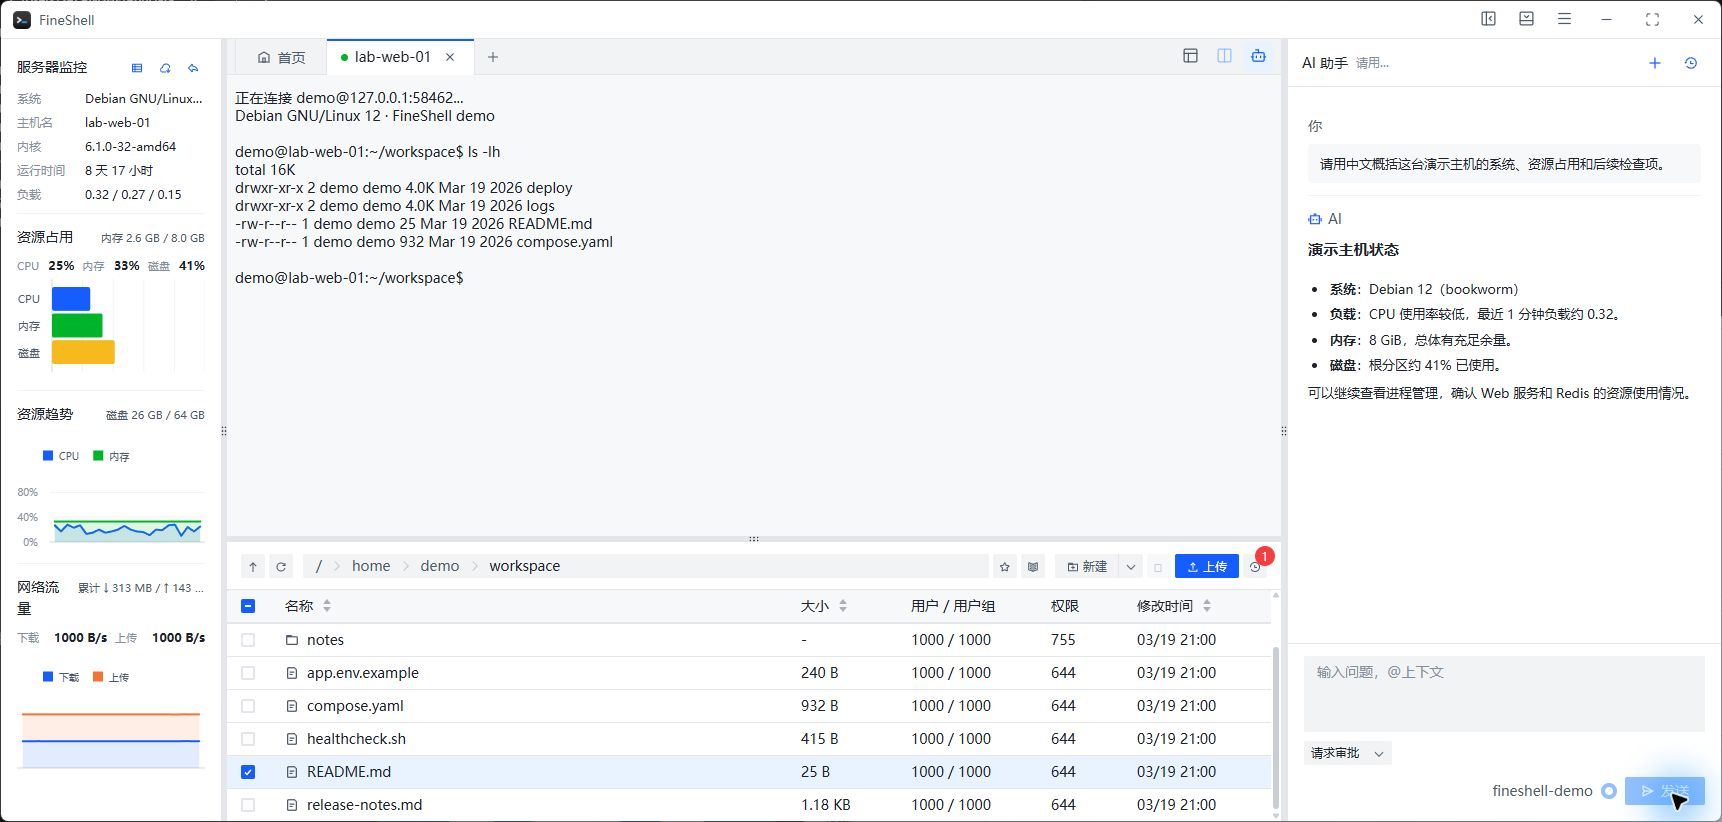 FineShell
服务器监控
系统 Debian GNU/Linux...
主机名 lab-web-01
内核 6.1.0-32-amd64
运行时间 8 天 17 小时
负载 0.32 / 0.27 / 0.15
资源占用 内存 2.6 GB / 8.0 GB
CPU 25% 内存 33% 磁盘 41%
CPU
内存
磁盘
资源趋势 磁盘 26 GB / 64 GB
CPU 内存
80%
40%
0%
网络流量 累计 ↓ 313 MB / ↑ 143 ...
下载 1000 B/s 上传 1000 B/s
下载 上传
首页 lab-web-01
正在连接 demo@127.0.0.1:58462...
Debian GNU/Linux 12 · FineShell demo
demo@lab-web-01:~/workspace$ ls -lh
total 16K
drwxr-xr-x 2 demo demo 4.0K Mar 19 2026 deploy
drwxr-xr-x 2 demo demo 4.0K Mar 19 2026 logs
-rw-r--r-- 1 demo demo 25 Mar 19 2026 README.md
-rw-r--r-- 1 demo demo 932 Mar 19 2026 compose.yaml
demo@lab-web-01:~/workspace$
/ home demo workspace 新建 上传 1
名称 大小 用户 / 用户组 权限 修改时间
notes - 1000 / 1000 755 03/19 21:00
app.env.example 240 B 1000 / 1000 644 03/19 21:00
compose.yaml 932 B 1000 / 1000 644 03/19 21:00
healthcheck.sh 415 B 1000 / 1000 644 03/19 21:00
README.md 25 B 1000 / 1000 644 03/19 21:00
release-notes.md 1.18 KB 1000 / 1000 644 03/19 21:00
AI 助手 请用...
你
请用中文概括这台演示主机的系统、资源占用和后续检查项。
AI
演示主机状态
系统：Debian 12（bookworm）
负载：CPU 使用率较低，最近 1 分钟负载约 0.32。
内存：8 GiB，总体有充足余量。
磁盘：根分区约 41% 已使用。
可以继续查看进程管理，确认 Web 服务和 Redis 的资源使用情况。
输入问题，@上下文
请求审批
fineshell-demo 发送